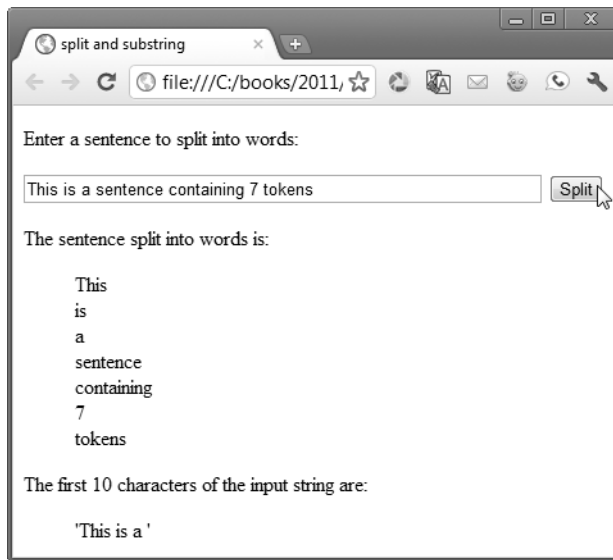 split and substring
file:///C:/books/2011,
Enter a sentence to split into words:
This is a sentence containing 7 tokens Split
The sentence split into words is:
This
is
a
sentence
containing
7
tokens
The first 10 characters of the input string are:
'This is a '